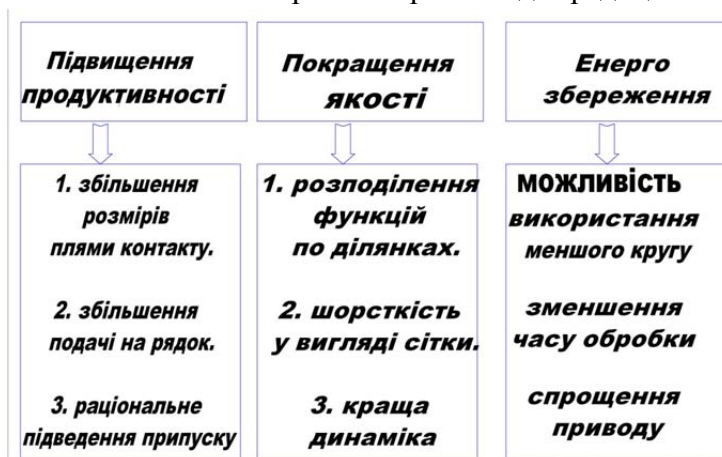 Підвищення
продуктивності
1. збільшення
розмірів
плями контакту.
2. збільшення
подачі на рядок.
3. раціональне
підведення припуску
Покращення
якості
1. розподілення
функцій
по ділянках.
2. шорсткість
у вигляді сітки.
3. краща
динаміка
Енерго
збереження
МОЖЛИВІСТЬ
використання
меншого кругу
зменшення
часу обробки
спрощення
приводу